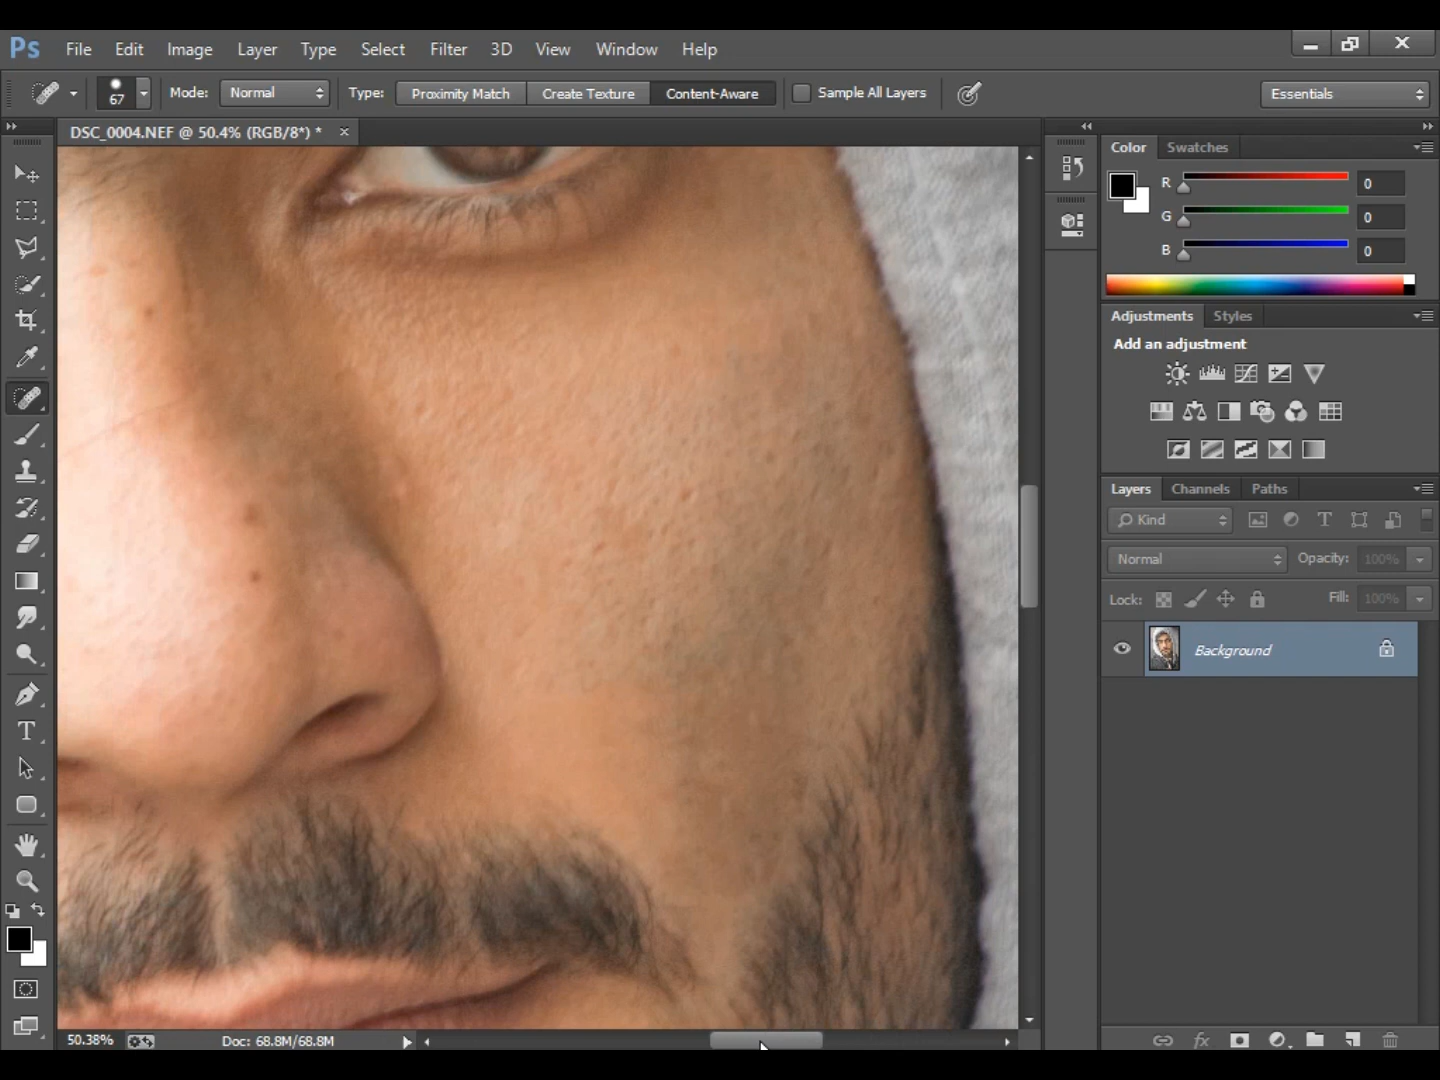 Ps File Edit Image Layer Type Select Filter 3D View Window Help
67 Mode: Normal Type: Proximity Match Create Texture Content-Aware Sample All Layers Essentials
DSC_0004.NEF @ 50.4% (RGB/8*) * ×
Color Swatches
R 0
G 0
B 0
Adjustments Styles
Add an adjustment
Layers Channels Paths
Kind
Normal Opacity: 100%
Lock: Fill: 100%
Background
50.38% Doc: 68.8M/68.8M